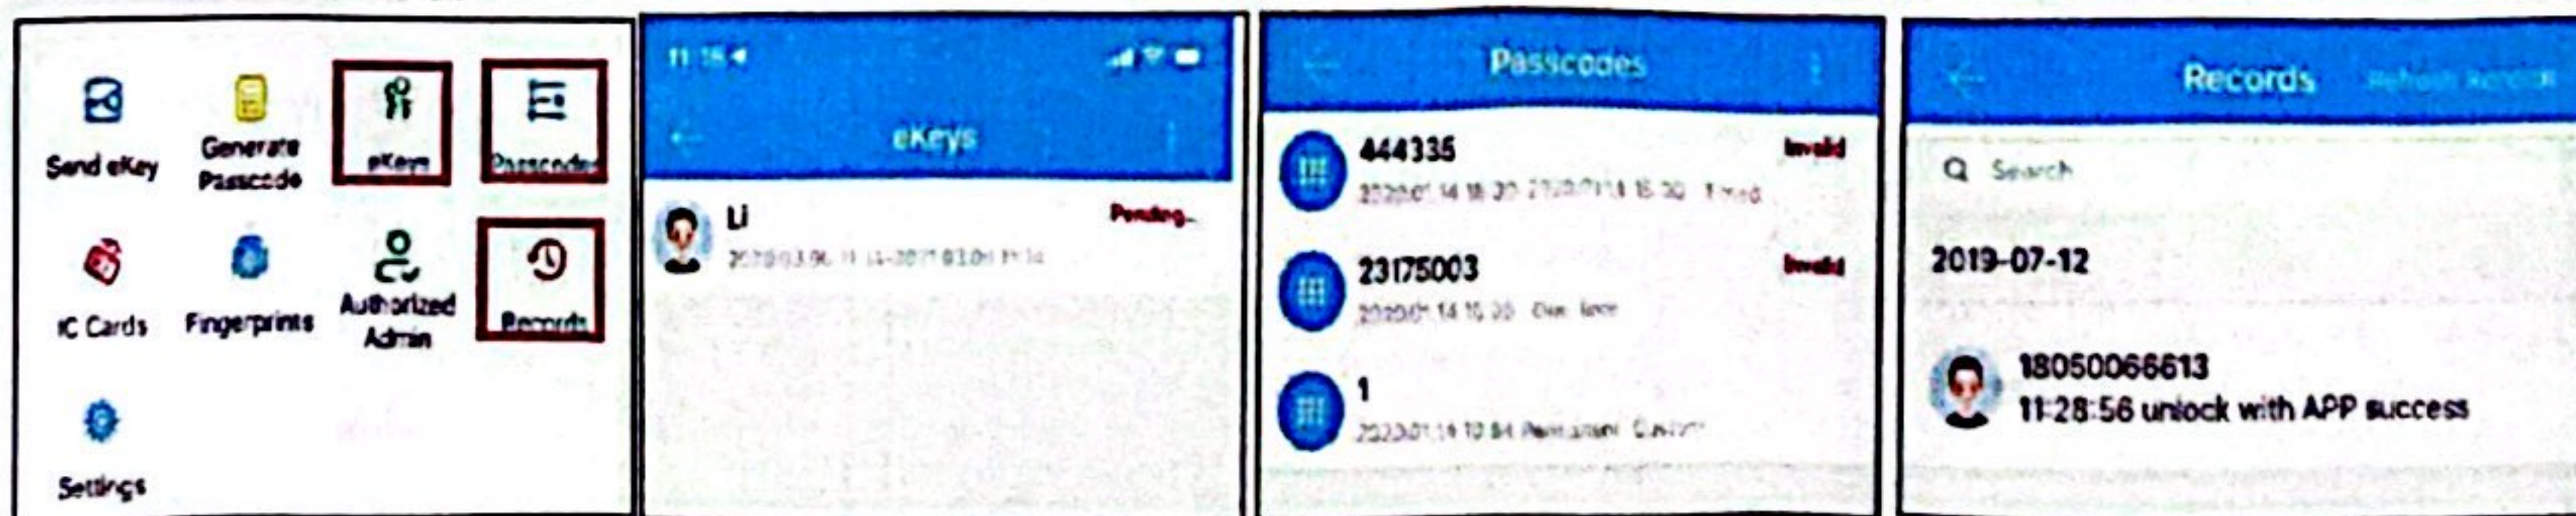 Send eKey
Generate
Passcode
eKeys
Passcodes
IC Cards
Fingerprints
Authorized
Admin
Records
Settings
eKeys
Li
Pending...
Passcodes
444335
Invalid
23175003
Invalid
1
Records
Search
2019-07-12
18050066613
11:28:56 unlock with APP success